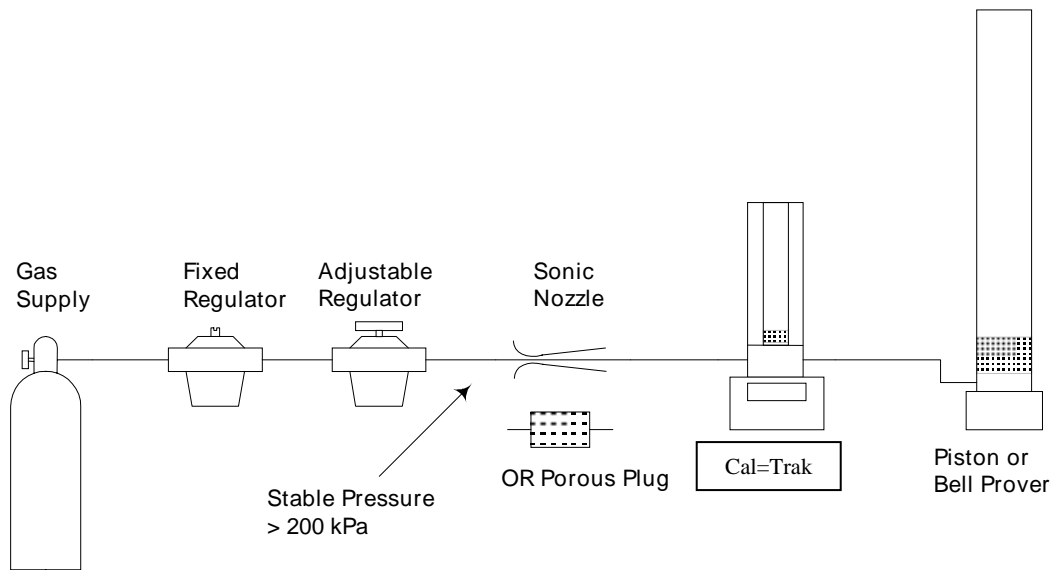 Gas
Supply
Fixed
Regulator
Adjustable
Regulator
Sonic
Nozzle
Stable Pressure
> 200 kPa
OR Porous Plug
Cal=Trak
Piston or
Bell Prover